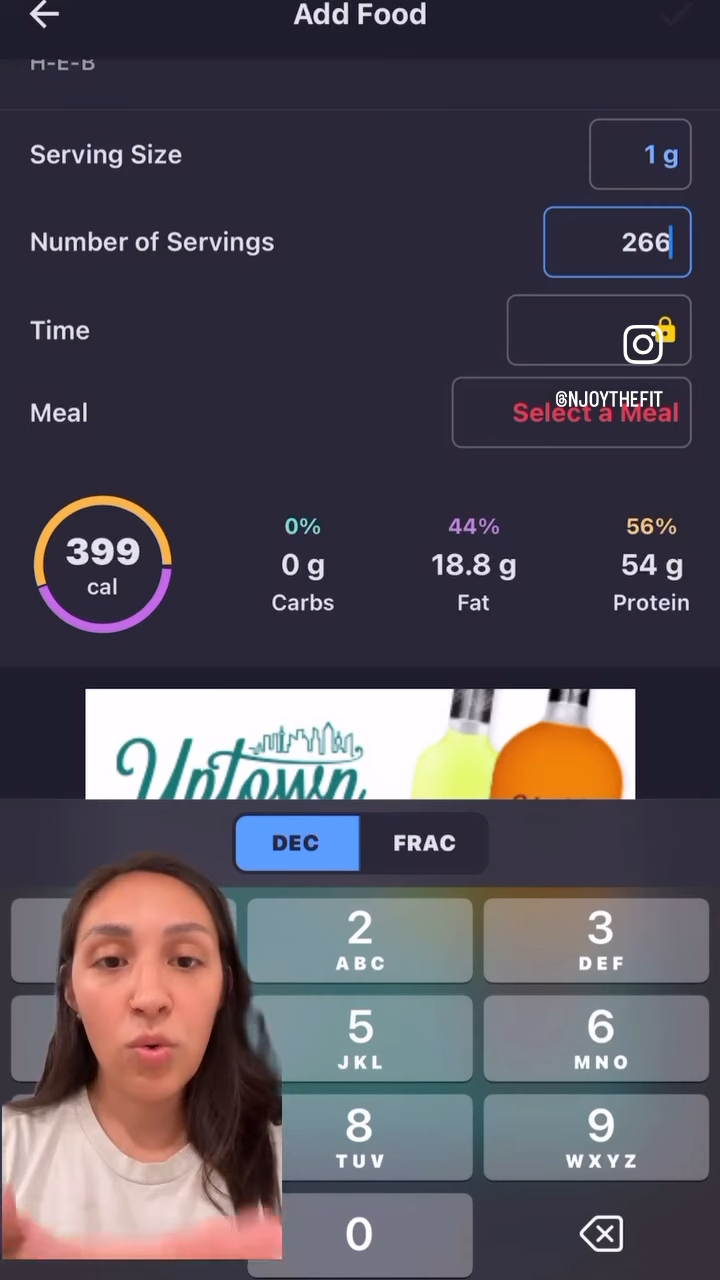 Add Food
H-E-B
Serving Size
1 g
Number of Servings
266
Time
@NJOYTHEFIT
Meal
Select a Meal
399
cal
0%
0 g
Carbs
44%
18.8 g
Fat
56%
54 g
Protein
Uptown
DEC
FRAC
2
ABC
3
DEF
5
JKL
6
MNO
8
TUV
9
WXYZ
0